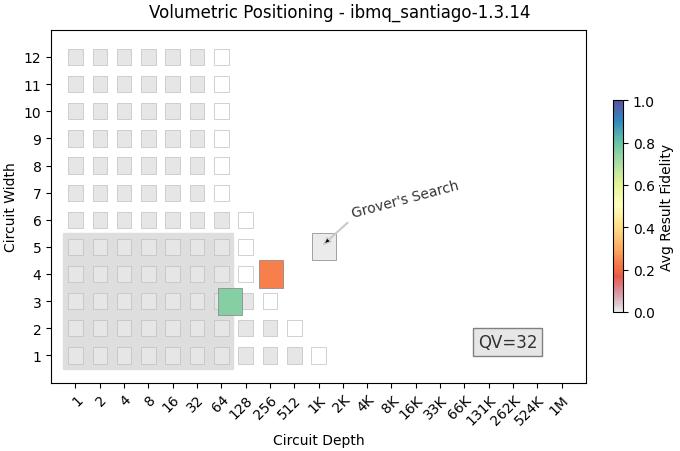 Volumetric Positioning - ibmq_santiago-1.3.14
Circuit Width
12
11
10
9
8
7
6
5
4
3
2
1
Grover's Search
QV=32
1 2 4 8 16 32 64 128 256 512 1K 2K 4K 8K 16K 33K 66K 131K 262K 524K 1M
Circuit Depth
1.0
0.8
0.6
0.4
0.2
0.0
Avg Result Fidelity